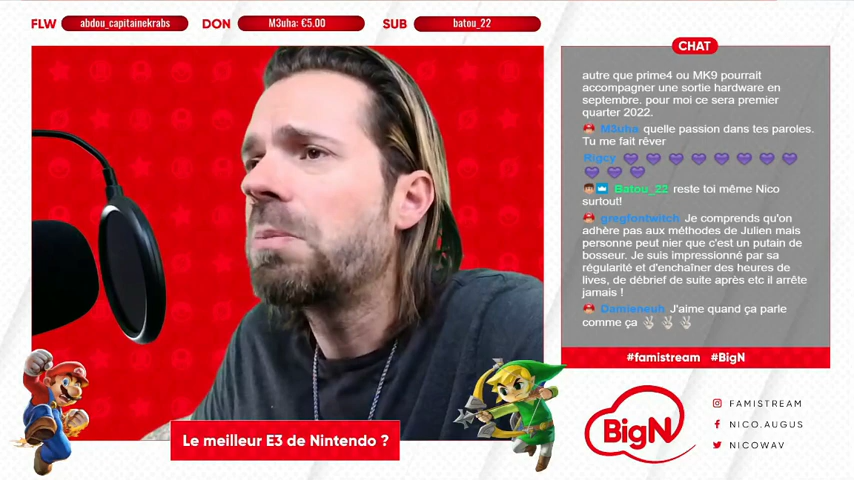 FLW abdou_capitainekrabs DON M3uha: €5.00 SUB batou_22
CHAT
autre que prime4 ou MK9 pourrait
accompagner une sortie hardware en
septembre. pour moi ce sera premier
quarter 2022.
M3uha quelle passion dans tes paroles.
Tu me fait rêver
Rigcy
Batou_22 reste toi même Nico
surtout!
gregfontwitch Je comprends qu'on
adhère pas aux méthodes de Julien mais
personne peut nier que c'est un putain de
bosseur. Je suis impressionné par sa
régularité et d'enchaîner des heures de
lives, de débrief de suite après etc il arrête
jamais !
Damieneuh J'aime quand ça parle
comme ça
#famistream #BigN
Le meilleur E3 de Nintendo ?
BigN
FAMISTREAM
NICO.AUGUS
NICOWAV